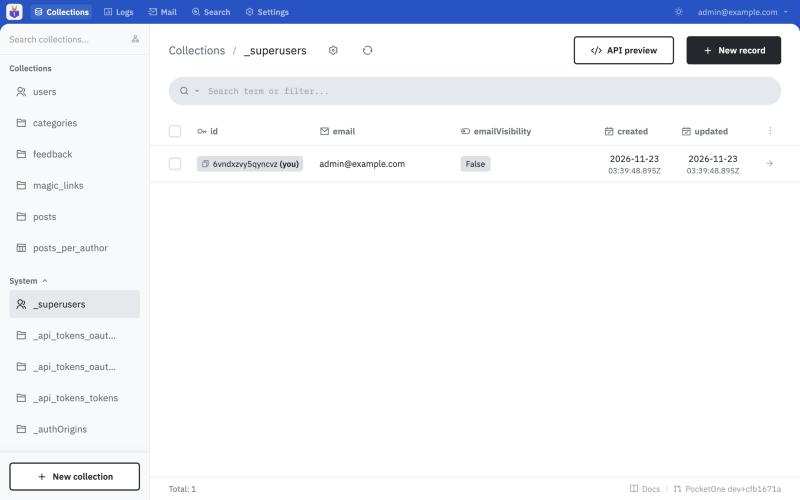 Collections Logs Mail Search Settings admin@example.com
Search collections...
Collections
users
categories
feedback
magic_links
posts
posts_per_author
System
_superusers
_api_tokens_oaut...
_api_tokens_oaut...
_api_tokens_tokens
_authOrigins
New collection
Collections / _superusers
API preview
New record
Search term or filter...
id email emailVisibility created updated
6vndxzvy5qyncvz (you) admin@example.com False 2026-11-23 2026-11-23
03:39:48.895Z 03:39:48.895Z
Total: 1
Docs PocketOne dev+cfb1671a